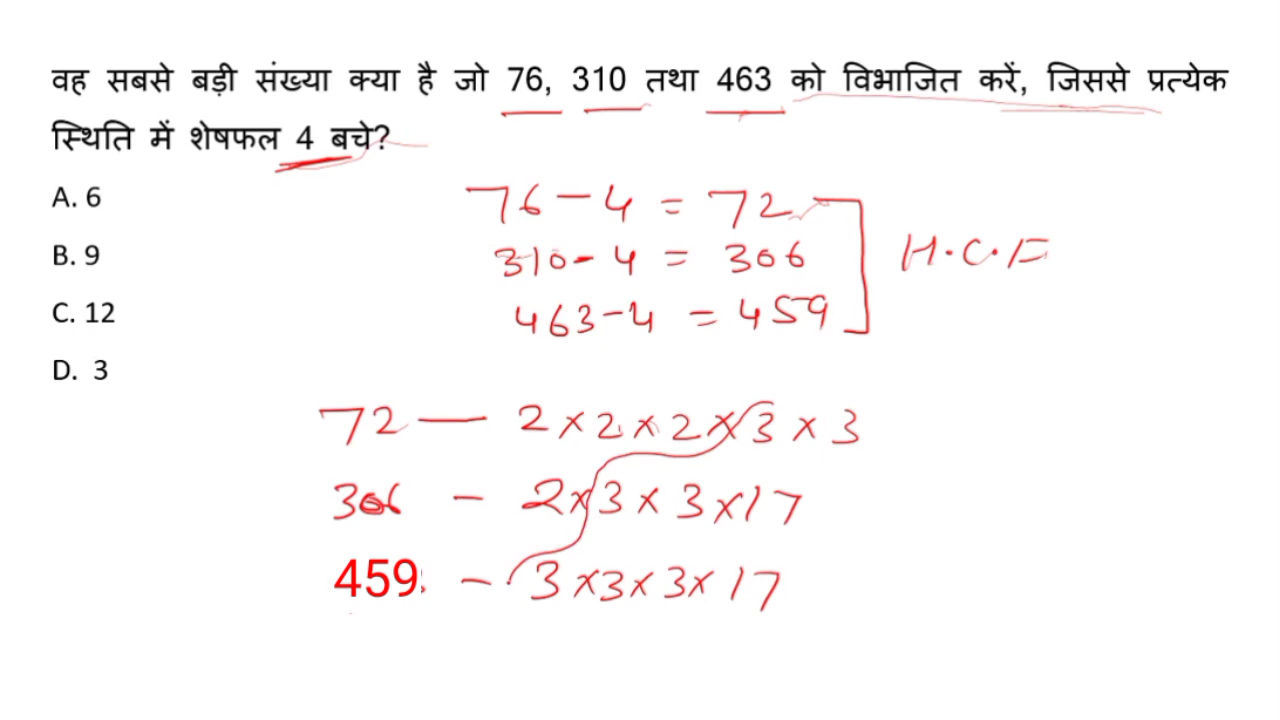 वह सबसे बड़ी संख्या क्या है जो 76, 310 तथा 463 को विभाजित करें, जिससे प्रत्येक
स्थिति में शेषफल 4 बचे?
A. 6
B. 9
C. 12
D. 3
76 - 4 = 72
310 - 4 = 306
463 - 4 = 459
H.C.F
72 — 2 × 2 × 2 × 3 × 3
306 - 2 × 3 × 3 × 17
459 - 3 × 3 × 3 × 17